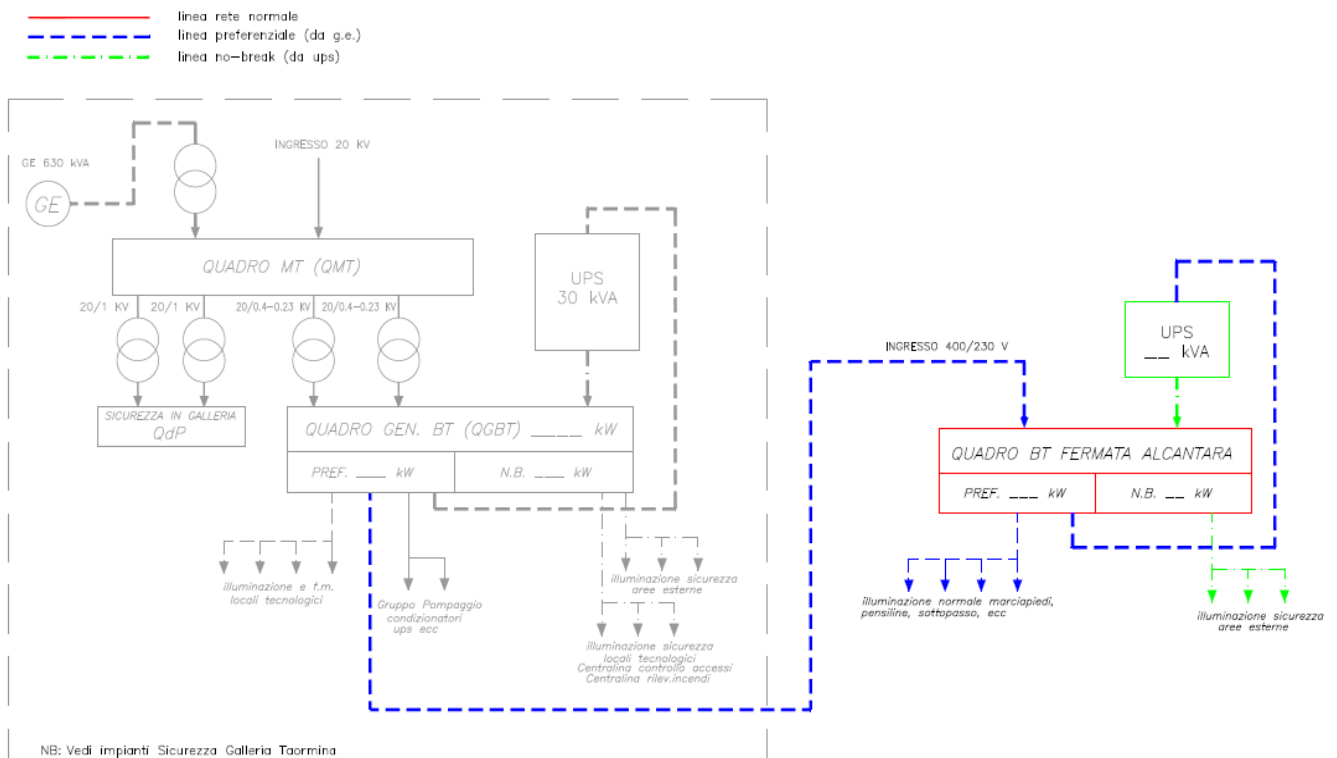 linea rete normale
linea preferenziale (da g.e.)
linea no-break (da ups)
GE 630 kVA
GE
INGRESSO 20 KV
QUADRO MT (QMT)
20/1 KV
20/1 KV
20/0.4-0.23 KV
20/0.4-0.23 KV
UPS
30 kVA
SICUREZZA IN GALLERIA
QdP
QUADRO GEN. BT (QGBT) ____ kW
PREF. ___ kW
N.B. ___ kW
illuminazione e f.m.
locali tecnologici
Gruppo Pompaggio
condizionatori
ups ecc
illuminazione sicurezza
aree esterne
illuminazione sicurezza
locali tecnologici
Centralina controllo accessi
Centralina rilev.incendi
NB: Vedi impianti Sicurezza Galleria Taormina
INGRESSO 400/230 V
UPS
__ kVA
QUADRO BT FERMATA ALCANTARA
PREF. ___ kW
N.B. __ kW
illuminazione normale marciapiedi,
pensiline, sottopasso, ecc
illuminazione sicurezza
aree esterne